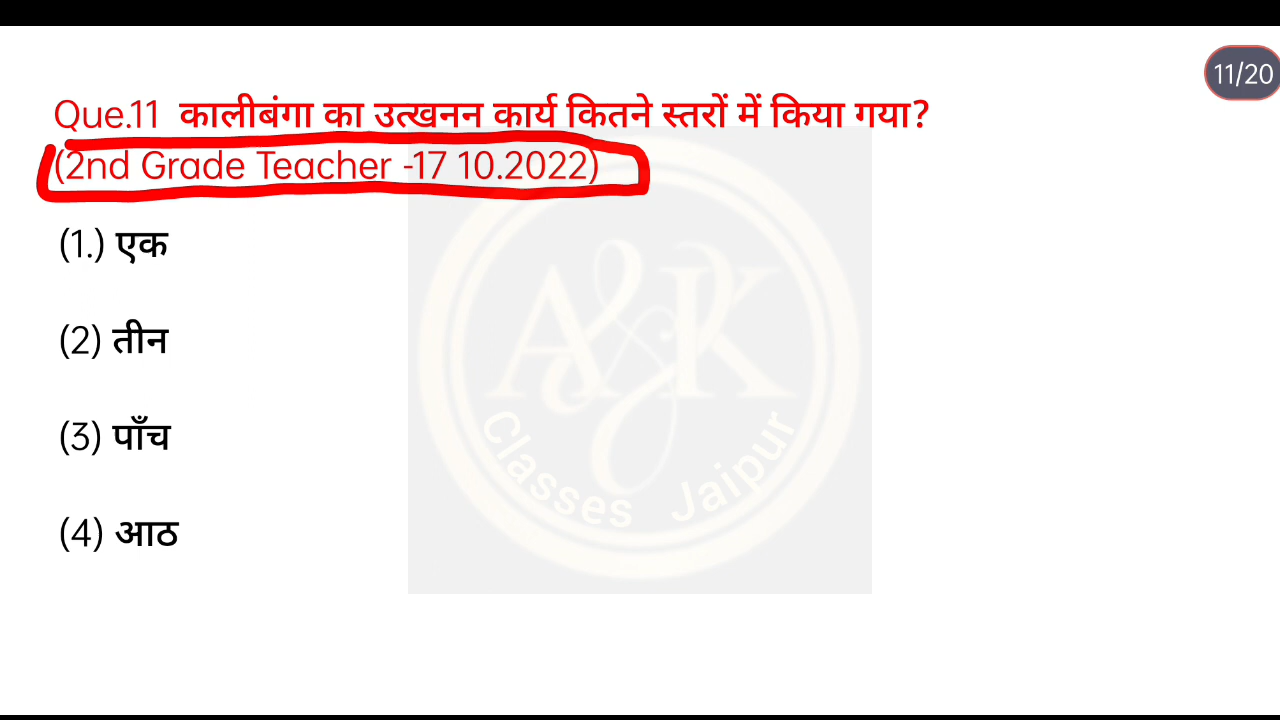 11/20
Que.11 कालीबंगा का उत्खनन कार्य कितने स्तरों में किया गया?
(2nd Grade Teacher -17 10.2022)
(1.) एक
(2) तीन
(3) पाँच
(4) आठ
A&K
Classes Jaipur